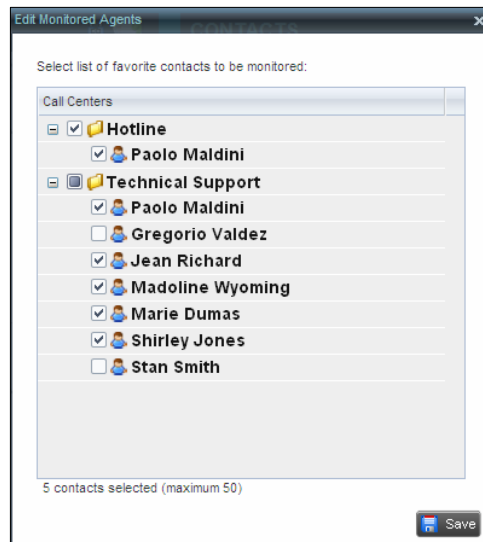 Edit Monitored Agents
CONTACTS
Select list of favorite contacts to be monitored:
Call Centers
Hotline
Paolo Maldini
Technical Support
Paolo Maldini
Gregorio Valdez
Jean Richard
Madoline Wyoming
Marie Dumas
Shirley Jones
Stan Smith
5 contacts selected (maximum 50)
Save